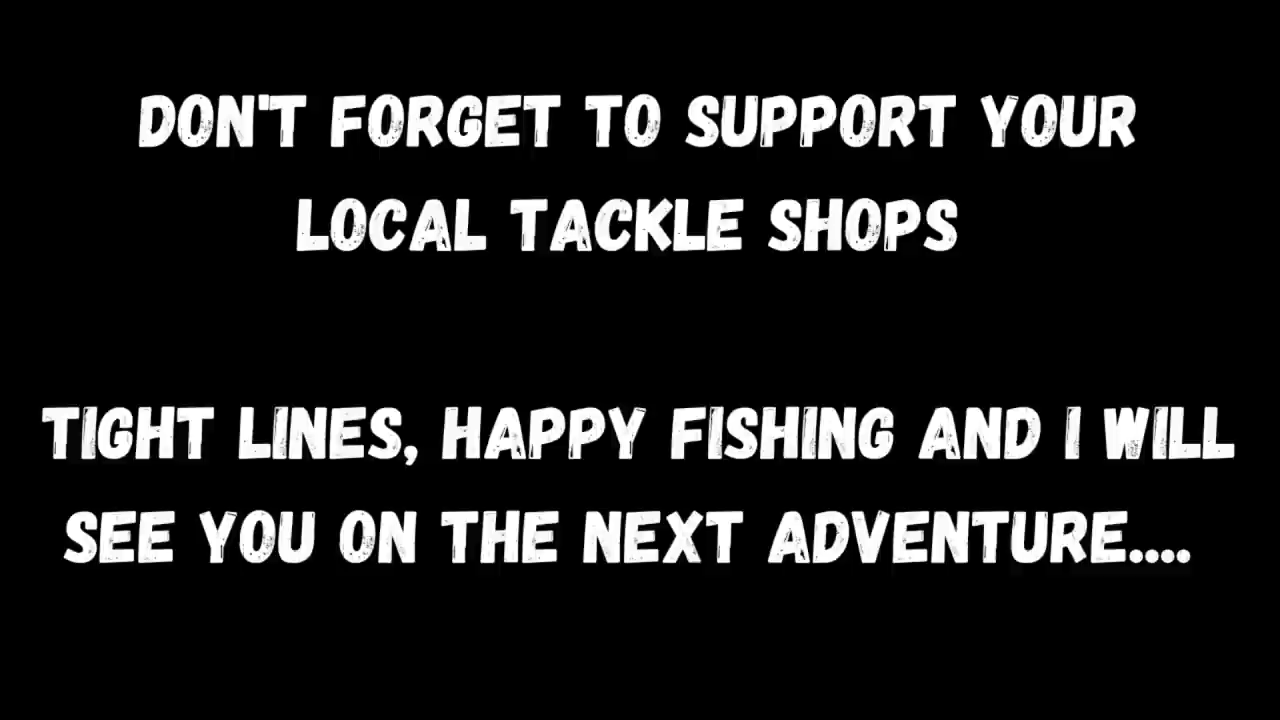 DON'T FORGET TO SUPPORT YOUR
LOCAL TACKLE SHOPS
TIGHT LINES, HAPPY FISHING AND I WILL
SEE YOU ON THE NEXT ADVENTURE....